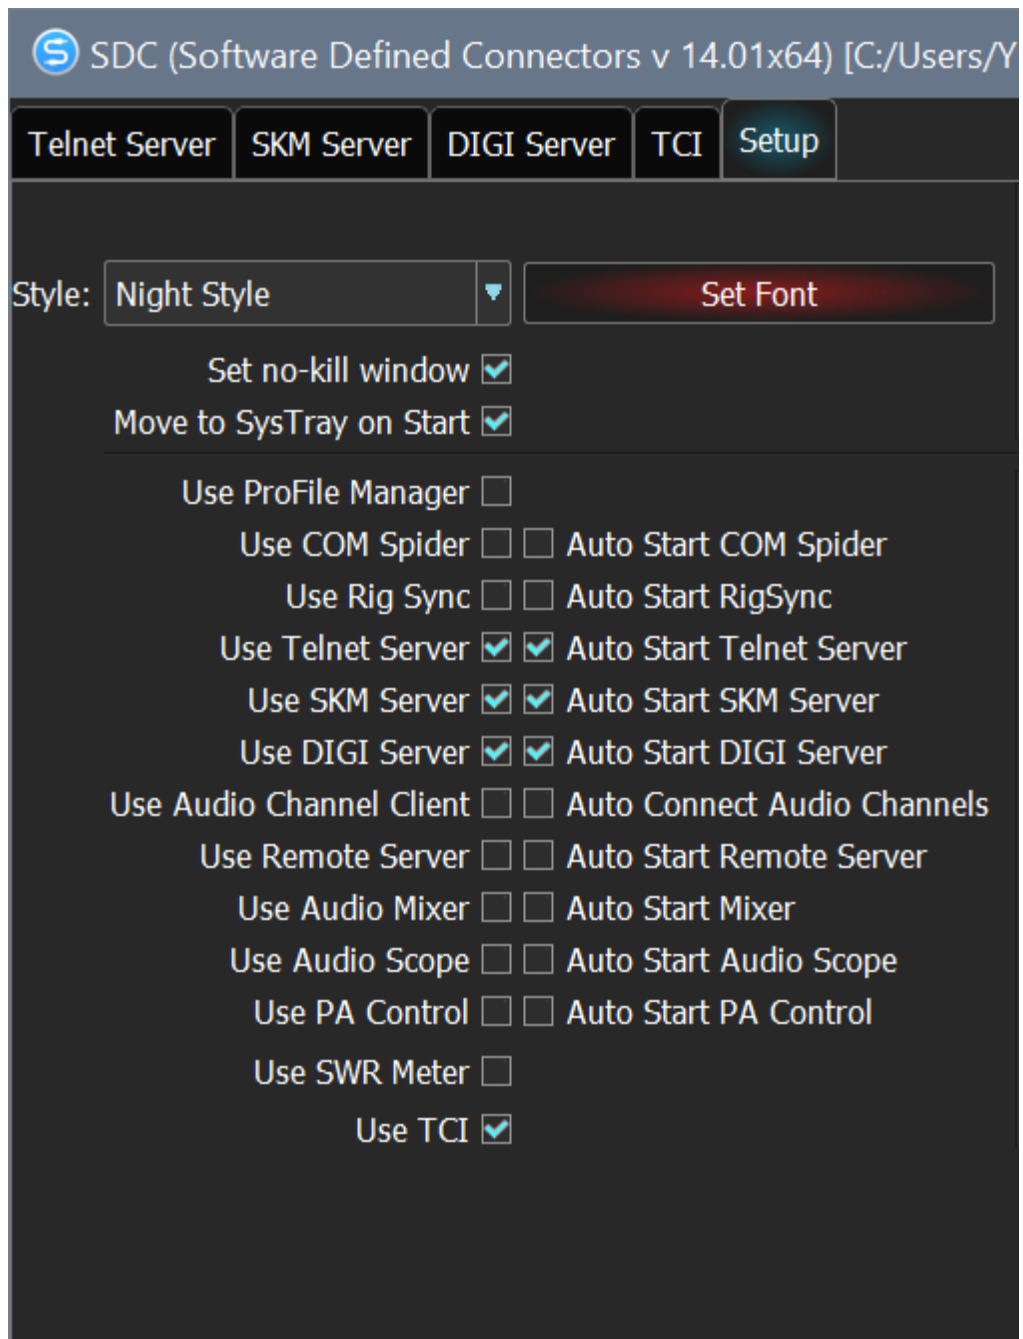 SDC (Software Defined Connectors v 14.01x64) [C:/Users/Y
Telnet Server SKM Server DIGI Server TCI Setup
Style: Night Style Set Font
Set no-kill window
Move to SysTray on Start
Use ProFile Manager
Use COM Spider Auto Start COM Spider
Use Rig Sync Auto Start RigSync
Use Telnet Server Auto Start Telnet Server
Use SKM Server Auto Start SKM Server
Use DIGI Server Auto Start DIGI Server
Use Audio Channel Client Auto Connect Audio Channels
Use Remote Server Auto Start Remote Server
Use Audio Mixer Auto Start Mixer
Use Audio Scope Auto Start Audio Scope
Use PA Control Auto Start PA Control
Use SWR Meter
Use TCI